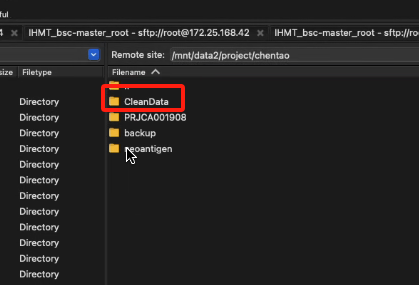 ful
4 ✕ IHMT_bsc-master_root - sftp://root@172.25.168.42 ✕ IHMT_bsc-master_root - sftp://roo
Remote site: /mnt/data2/project/chentao
size Filetype Filename
..
Directory CleanData
Directory PRJCA001908
Directory backup
Directory neoantigen
Directory
Directory
Directory
Directory
Directory
Directory
Directory
Directory